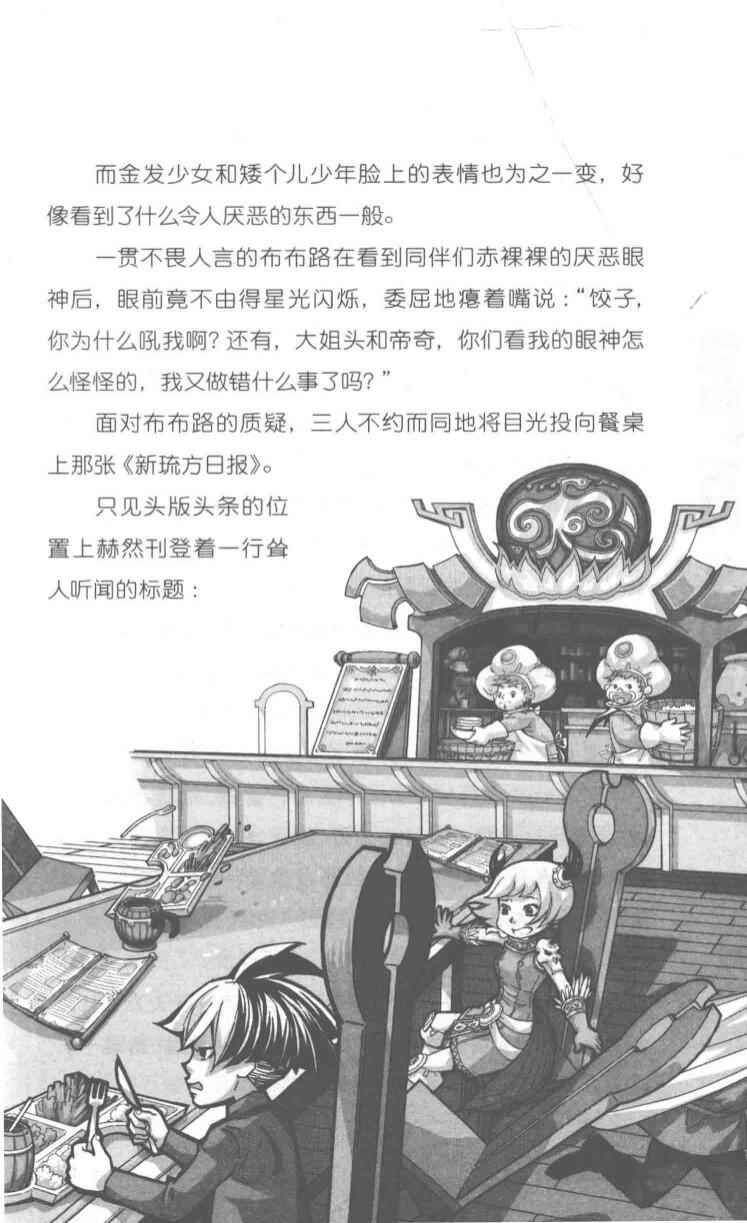 而金发少女和矮个儿少年脸上的表情也为之一变，好
像看到了什么令人厌恶的东西一般。
一贯不畏人言的布布路在看到同伴们赤裸裸的厌恶眼
神后，眼前竟不由得星光闪烁，委屈地瘪着嘴说：“饺子，
你为什么吼我啊？还有，大姐头和帝奇，你们看我的眼神怎
么怪怪的，我又做错什么事了吗？”
面对布布路的质疑，三人不约而同地将目光投向餐桌
上那张《新琉方日报》。
只见头版头条的位
置上赫然刊登着一行耸
人听闻的标题：